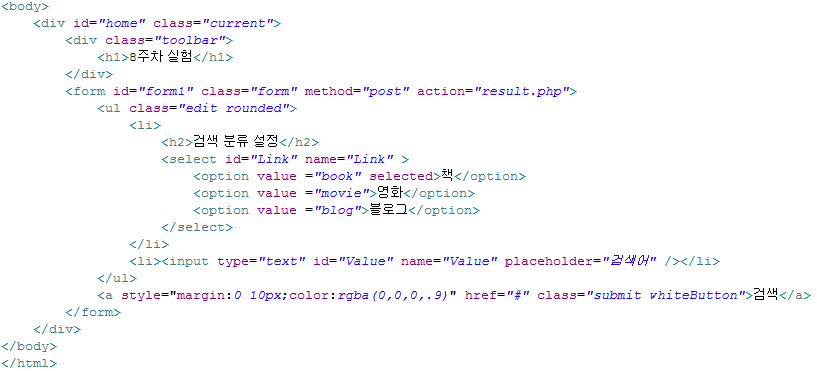 <body>
<div id="home" class="current">
<div class="toolbar">
<h1>8주차 실험</h1>
</div>
<form id="form1" class="form" method="post" action="result.php">
<ul class="edit rounded">
<li>
<h2>검색 분류 설정</h2>
<select id="Link" name="Link" >
<option value ="book" selected>책</option>
<option value ="movie">영화</option>
<option value ="blog">블로그</option>
</select>
</li>
<li><input type="text" id="Value" name="Value" placeholder="검색어" /></li>
</ul>
<a style="margin:0 10px;color:rgba(0,0,0,.9)" href="#" class="submit whiteButton">검색</a>
</form>
</div>
</body>
</html>